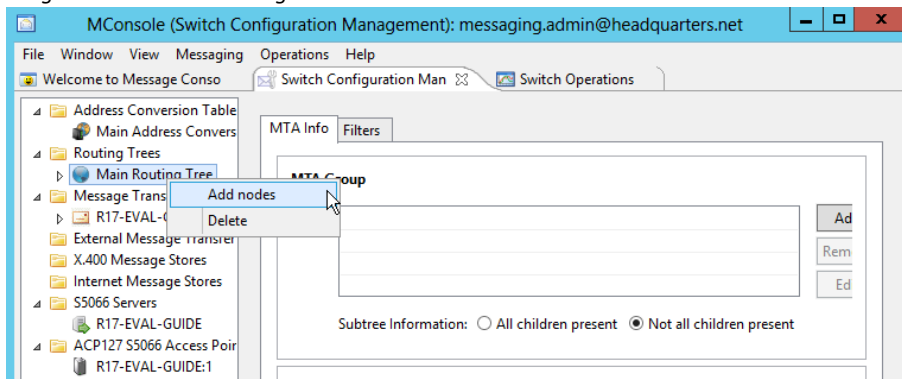 MConsole (Switch Configuration Management): messaging.admin@headquarters.net
File Window View Messaging Operations Help
Welcome to Message Conso
Switch Configuration Man
Switch Operations
Address Conversion Table
Main Address Convers
Routing Trees
Main Routing Tree
Message Trans
R17-EVAL-
External Message Transfer
X.400 Message Stores
Internet Message Stores
S5066 Servers
R17-EVAL-GUIDE
ACP127 S5066 Access Poir
R17-EVAL-GUIDE:1
Add nodes
Delete
MTA Info
Filters
MTA Group
Ad
Rem
Ed
Subtree Information: All children present Not all children present